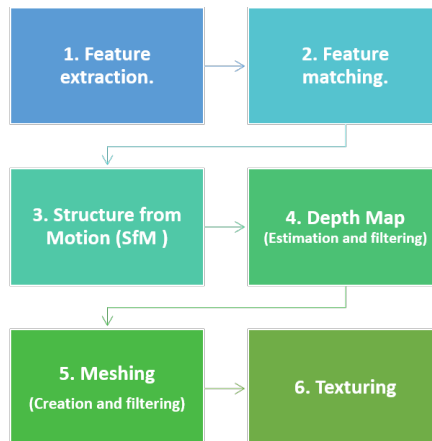 1. Feature
extraction.
2. Feature
matching.
3. Structure from
Motion (SfM )
4. Depth Map
(Estimation and filtering)
5. Meshing
(Creation and filtering)
6. Texturing